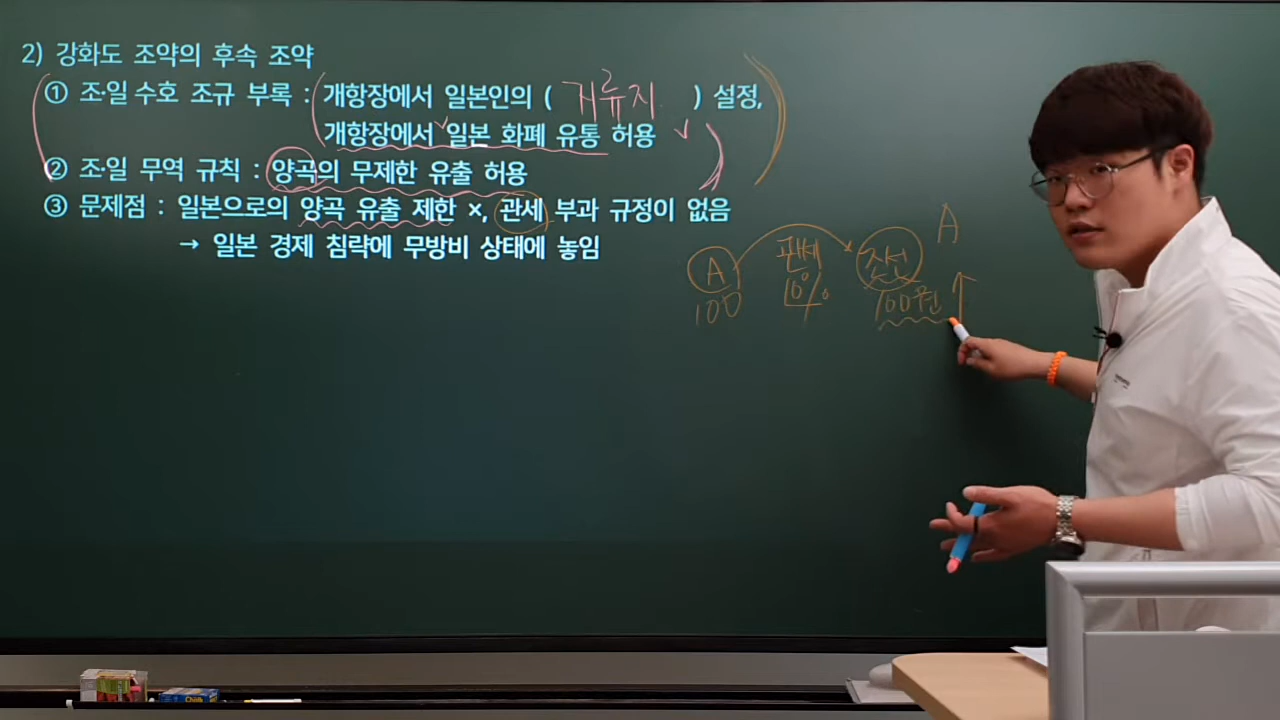 2) 강화도 조약의 후속 조약
① 조·일 수호 조규 부록 : 개항장에서 일본인의 ( 거류지 ) 설정,
개항장에서 일본 화폐 유통 허용
② 조·일 무역 규칙 : 양곡의 무제한 유출 허용
③ 문제점 : 일본으로의 양곡 유출 제한 ×, 관세 부과 규정이 없음
→ 일본 경제 침략에 무방비 상태에 놓임
A 관세 조선 A
100 10% 100원 ↑